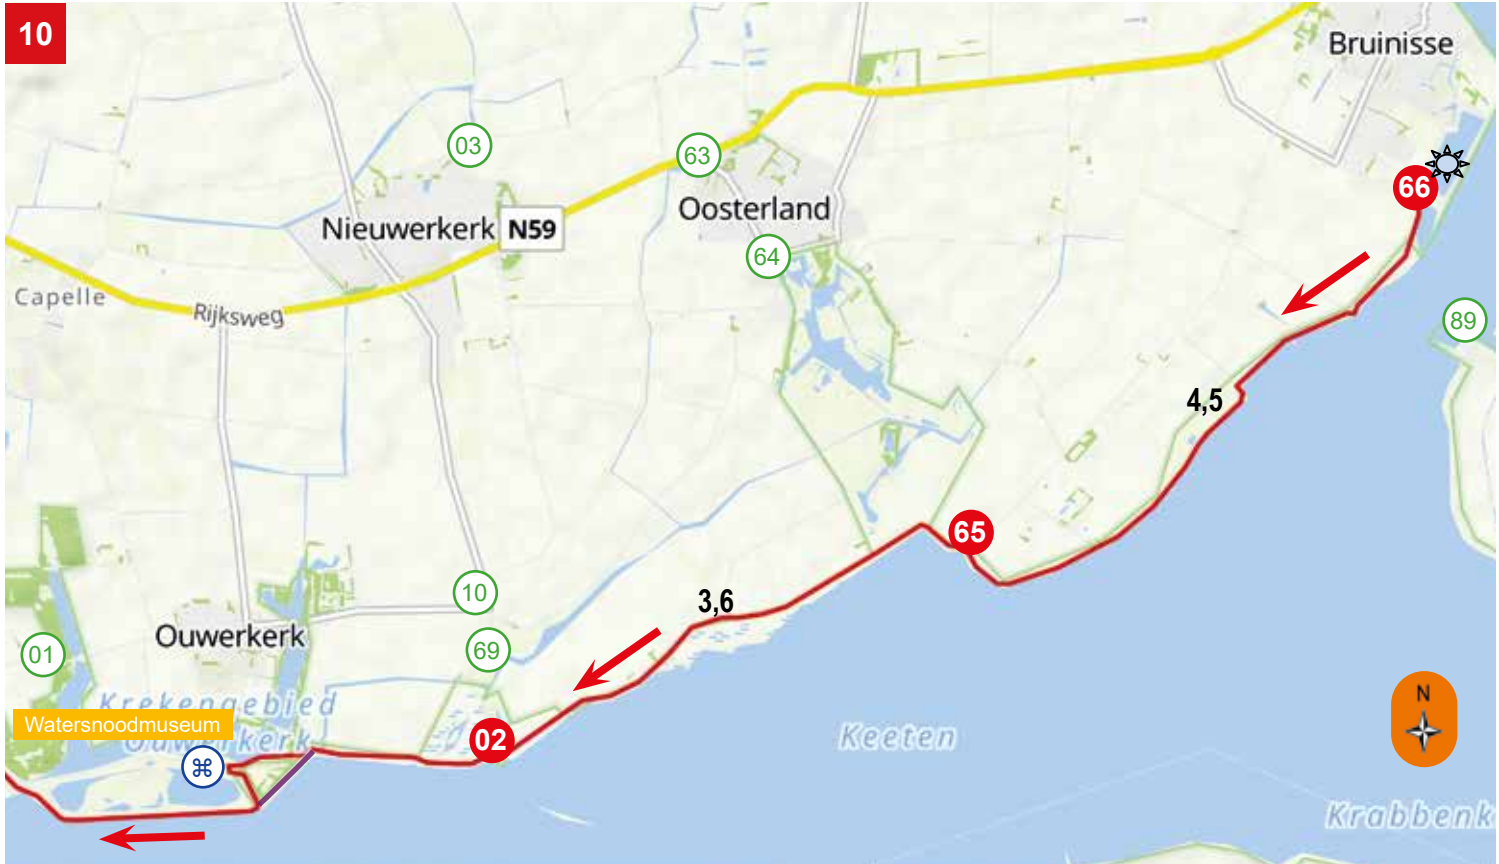 10
Bruinisse
03
63
66
Oosterland
Nieuwerkerk
N59
64
Capelle
Rijksweg
89
4,5
65
10
3,6
Ouwerkerk
69
01
Krekengebied
Ouwerkerk
Watersnoodmuseum
⌘
02
Keeten
N
Krabbenk